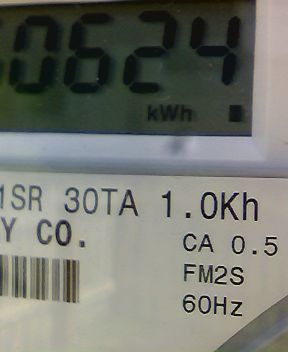 0624
kWh
1SR 30TA 1.0Kh
Y CO.
CA 0.5
FM2S
60Hz